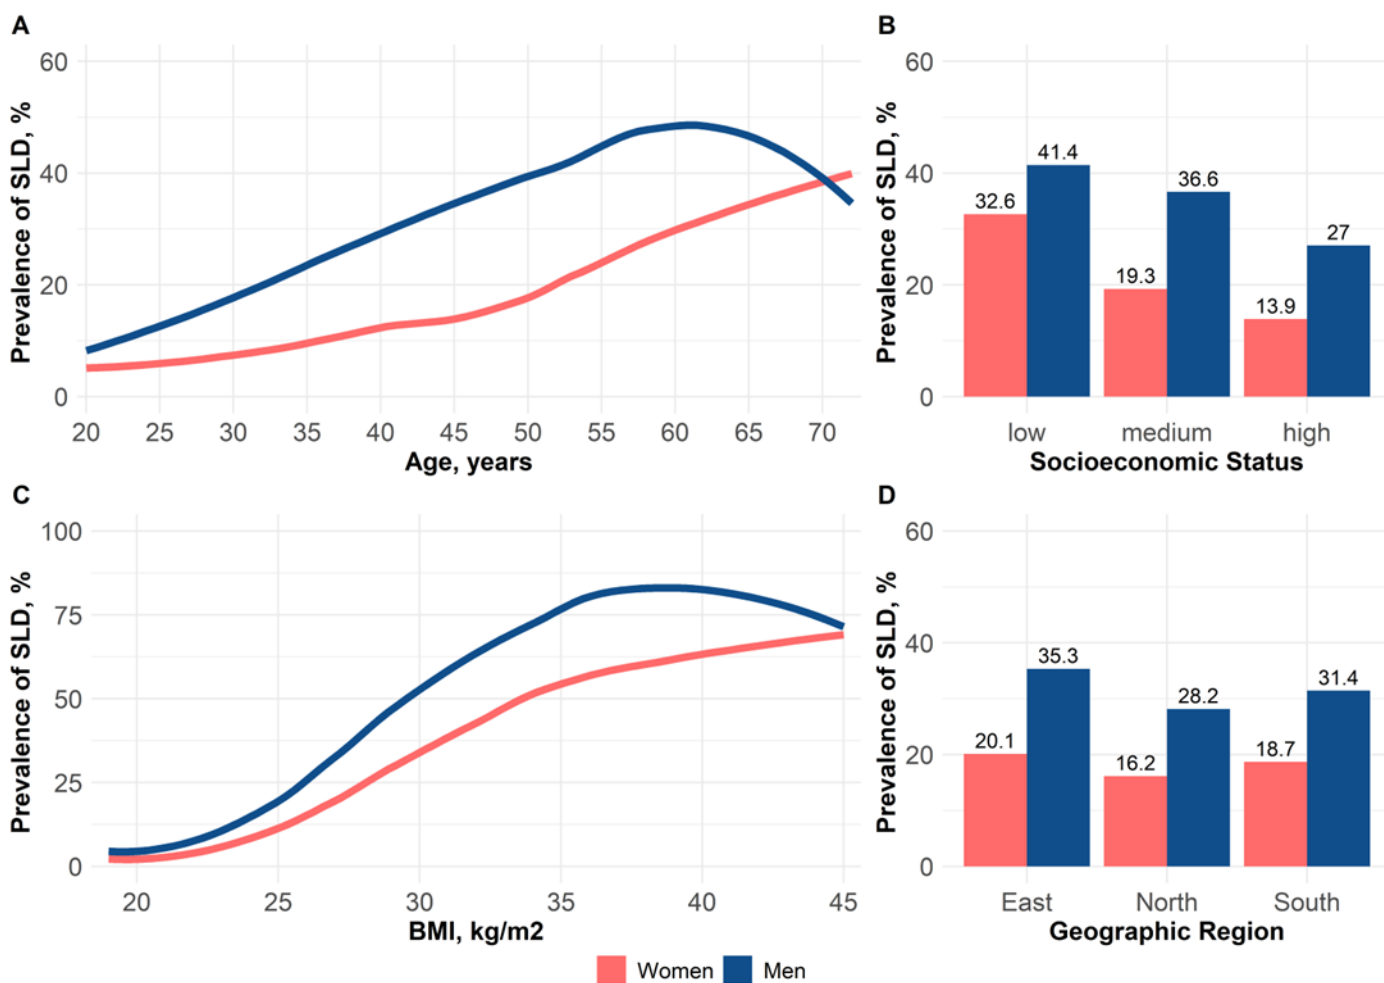 A
Prevalence of SLD, %
60
40
20
0
20 25 30 35 40 45 50 55 60 65 70
Age, years
B
Prevalence of SLD, %
60
40
20
0
32.6 41.4 19.3 36.6 13.9 27
low medium high
Socioeconomic Status
C
Prevalence of SLD, %
100
75
50
25
0
20 25 30 35 40 45
BMI, kg/m2
D
Prevalence of SLD, %
60
40
20
0
20.1 35.3 16.2 28.2 18.7 31.4
East North South
Geographic Region
Women Men